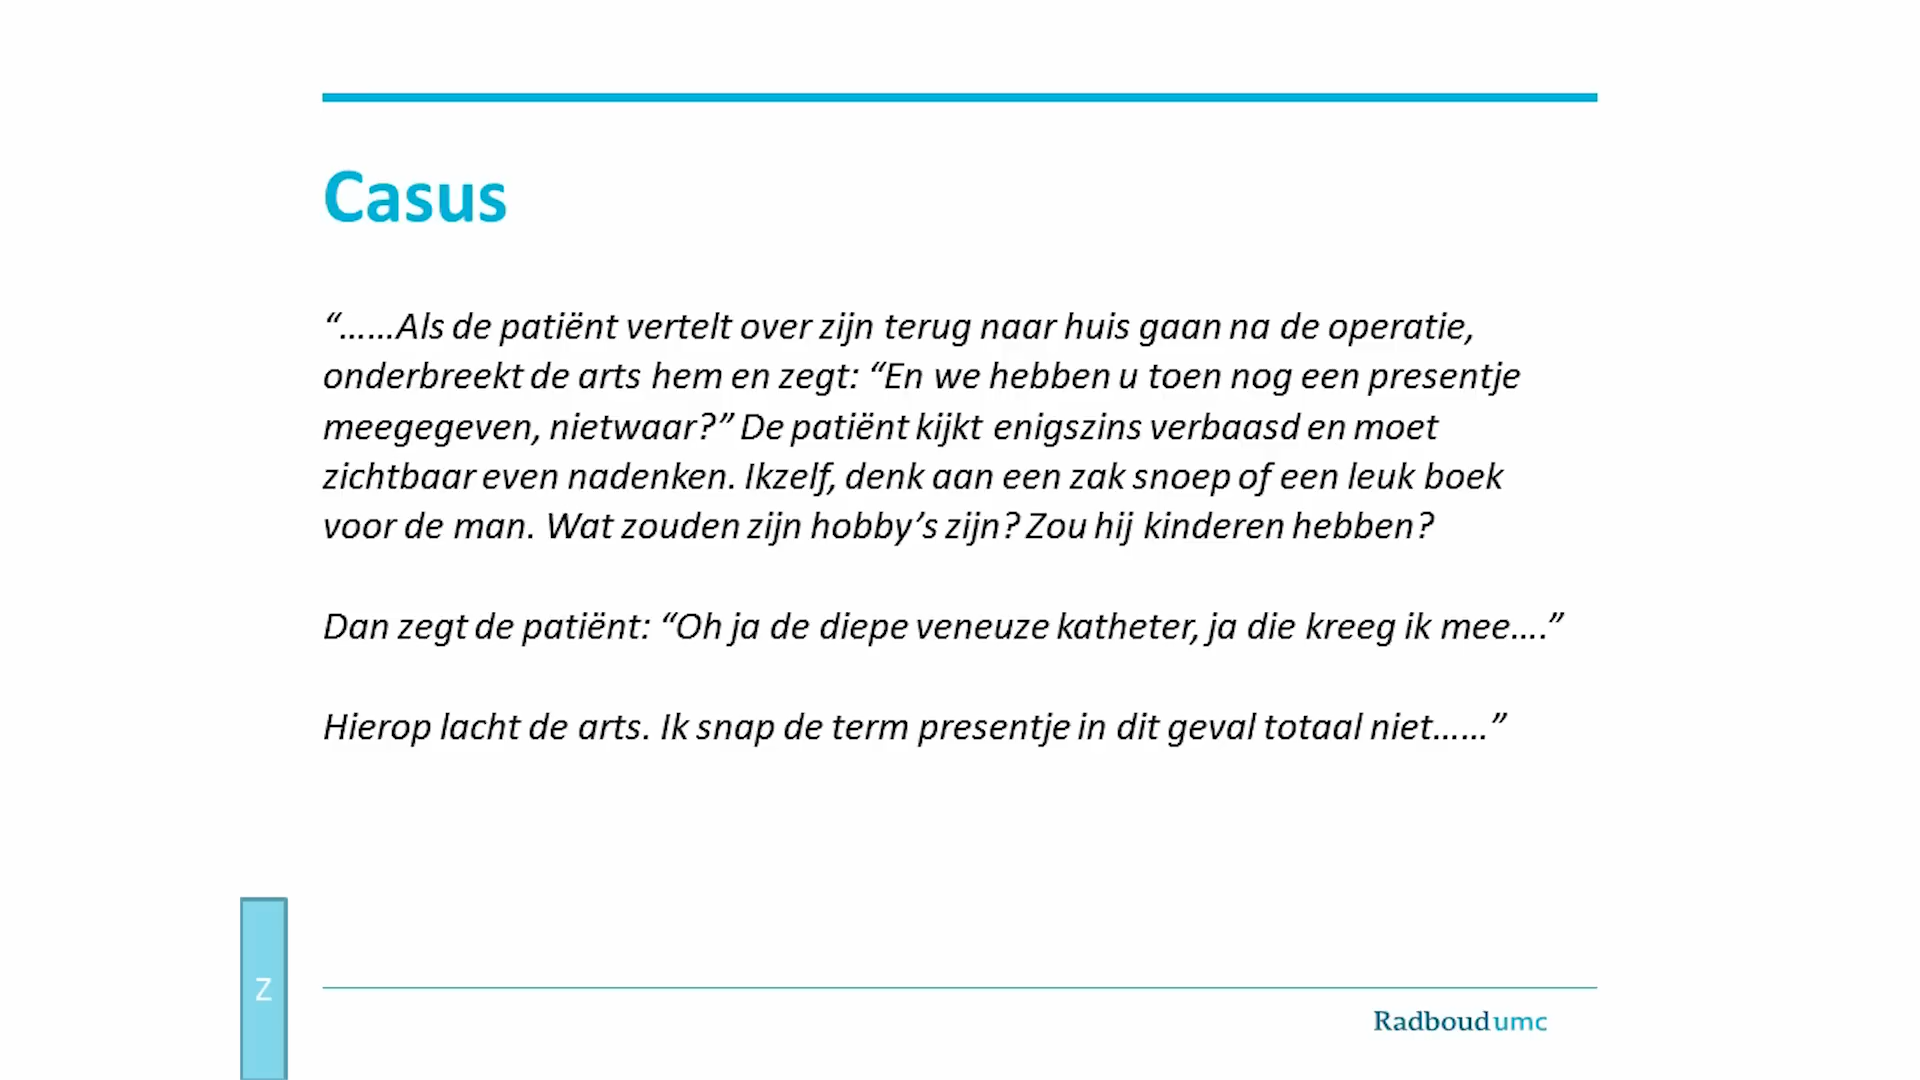 Casus
“……Als de patiënt vertelt over zijn terug naar huis gaan na de operatie,
onderbreekt de arts hem en zegt: “En we hebben u toen nog een presentje
meegegeven, nietwaar?” De patiënt kijkt enigszins verbaasd en moet
zichtbaar even nadenken. Ikzelf, denk aan een zak snoep of een leuk boek
voor de man. Wat zouden zijn hobby’s zijn? Zou hij kinderen hebben?
Dan zegt de patiënt: “Oh ja de diepe veneuze katheter, ja die kreeg ik mee….”
Hierop lacht de arts. Ik snap de term presentje in dit geval totaal niet……”
Z
Radboudumc